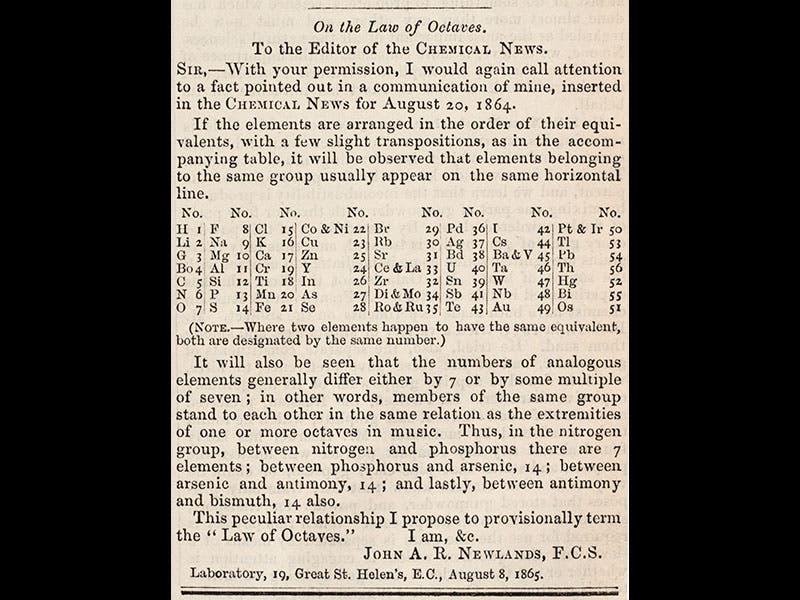 On the Law of Octaves.
To the Editor of the CHEMICAL NEWS.
SIR,—With your permission, I would again call attention
to a fact pointed out in a communication of mine, inserted
in the CHEMICAL NEWS for August 20, 1864.
If the elements are arranged in the order of their equi-
valents, with a few slight transpositions, as in the accom-
panying table, it will be observed that elements belonging
to the same group usually appear on the same horizontal
line.
No. No. No. No. No. No. No. No.
H 1 F 8 Cl 15 Co & Ni 22 Br 29 Pd 36 I 42 Pt & Ir 50
Li 2 Na 9 K 16 Cu 23 Rb 30 Ag 37 Cs 44 Tl 53
G 3 Mg 10 Ca 17 Zn 25 Sr 31 Bd 38 Ba & V 45 Pb 54
Bo 4 Al 11 Cr 19 Y 24 Ce & La 33 U 40 Ta 46 Th 56
C 5 Si 12 Ti 18 In 26 Zr 32 Sn 39 W 47 Hg 52
N 6 P 13 Mn 20 As 27 Di & Mo 34 Sb 41 Nb 48 Bi 55
O 7 S 14 Fe 21 Se 28 Ro & Ru 35 Te 43 Au 49 Os 51
(NOTE.—Where two elements happen to have the same equivalent,
both are designated by the same number.)
It will also be seen that the numbers of analogous
elements generally differ either by 7 or by some multiple
of seven; in other words, members of the same group
stand to each other in the same relation as the extremities
of one or more octaves in music. Thus, in the nitrogen
group, between nitrogen and phosphorus there are 7
elements; between phosphorus and arsenic, 14; between
arsenic and antimony, 14; and lastly, between antimony
and bismuth, 14 also.
This peculiar relationship I propose to provisionally term
the "Law of Octaves." I am, &c.
JOHN A. R. NEWLANDS, F.C.S.
Laboratory, 19, Great St. Helen's, E.C., August 8, 1865.